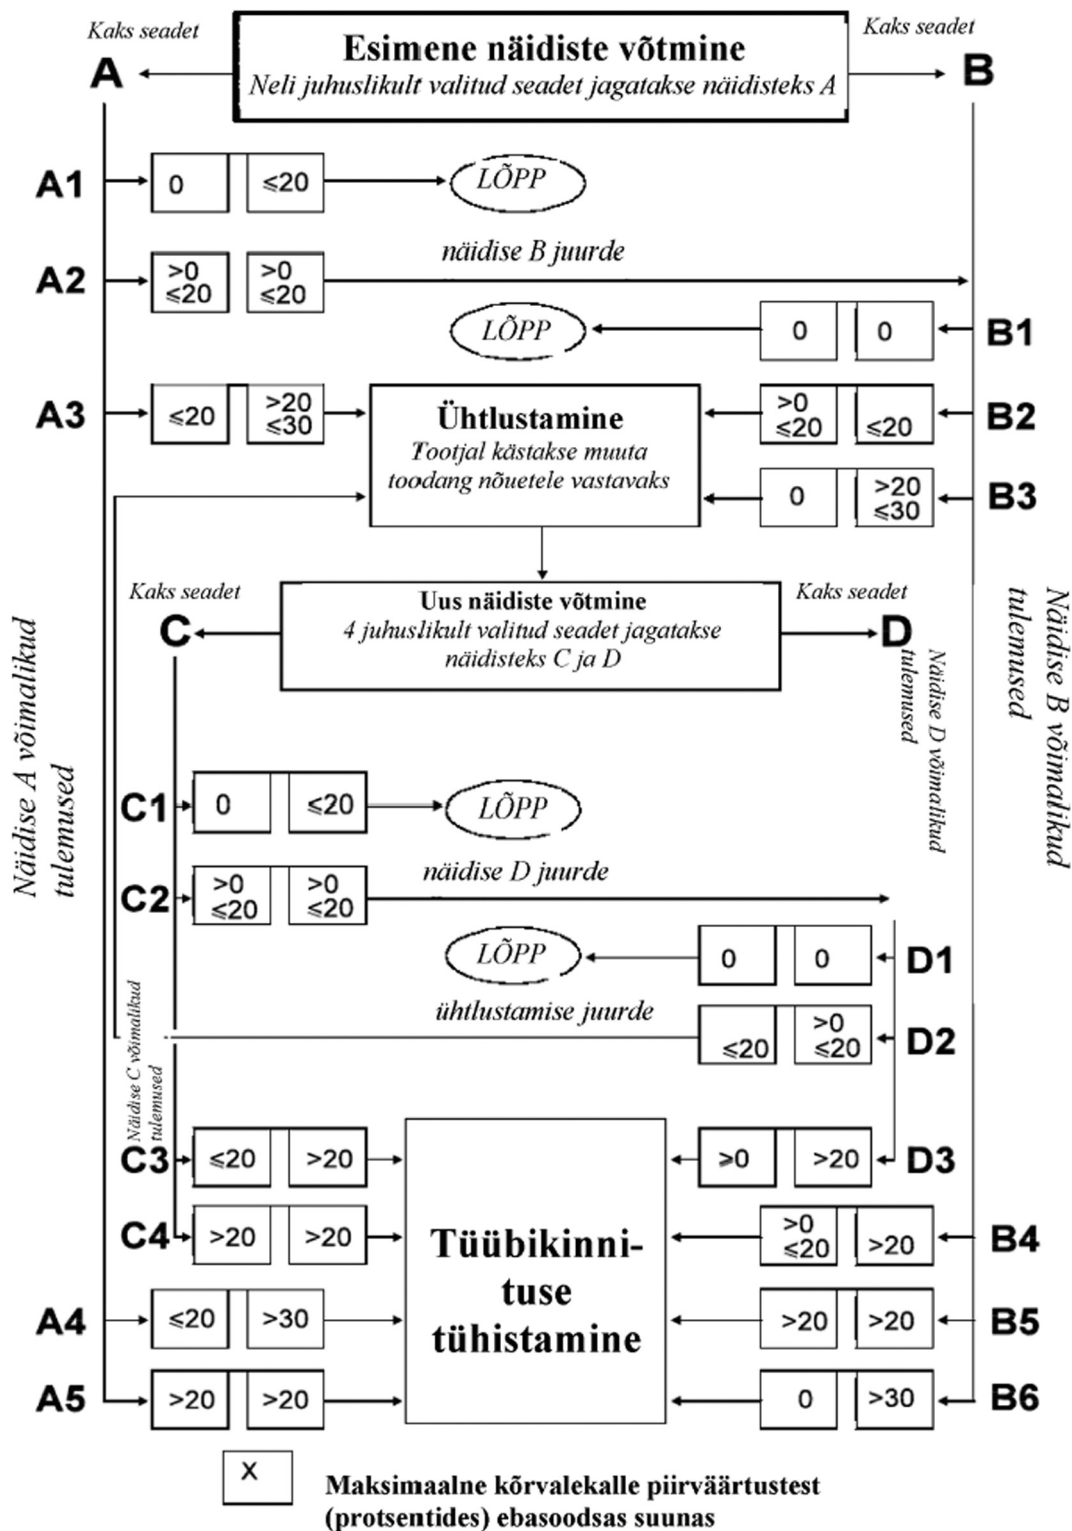 Kaks seadet
Esimene näidiste võtmine
Kaks seadet
A
Neli juhuslikult valitud seadet jagatakse näidisteks A
B
A1
0
≤20
LÕPP
näidise B juurde
A2
>0
≤20
>0
≤20
LÕPP
0
0
B1
A3
≤20
>20
≤30
Ühtlustamine
Tootjal kästakse muuta
toodang nõuetele vastavaks
>0
≤20
≤20
B2
0
>20
≤30
B3
Kaks seadet
Uus näidiste võtmine
Kaks seadet
C
4 juhuslikult valitud seadet jagatakse
näidisteks C ja D
D
Näidise A võimalikud
tulemused
Näidise D võimalikud
tulemused
Näidise B võimalikud
tulemused
C1
0
≤20
LÕPP
näidise D juurde
C2
>0
≤20
>0
≤20
LÕPP
0
0
D1
ühtlustamise juurde
≤20
>0
≤20
D2
Näidise C võimalikud
tulemused
C3
≤20
>20
≥0
>20
D3
C4
>20
>20
Tüübikinni-
tuse
tühistamine
>0
≤20
>20
B4
A4
≤20
>30
>20
>20
B5
A5
>20
>20
0
>30
B6
X
Maksimaalne kõrvalekalle piirväärtustest
(protsentides) ebasoodsas suunas